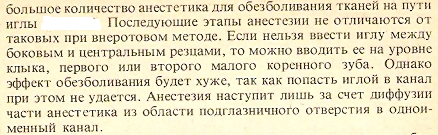 большое количество анестетика для обезболивания тканей на пути
иглы Последующие этапы анестезии не отличаются от
таковых при внеротовом методе. Если нельзя ввести иглу между
боковым и центральным резцами, то можно вводить ее на уровне
клыка, первого или второго малого коренного зуба. Однако
эффект обезболивания будет хуже, так как попасть иглой в канал
при этом не удается. Анестезия наступит лишь за счет диффузии
части анестетика из области подглазничного отверстия в однои-
менный канал.